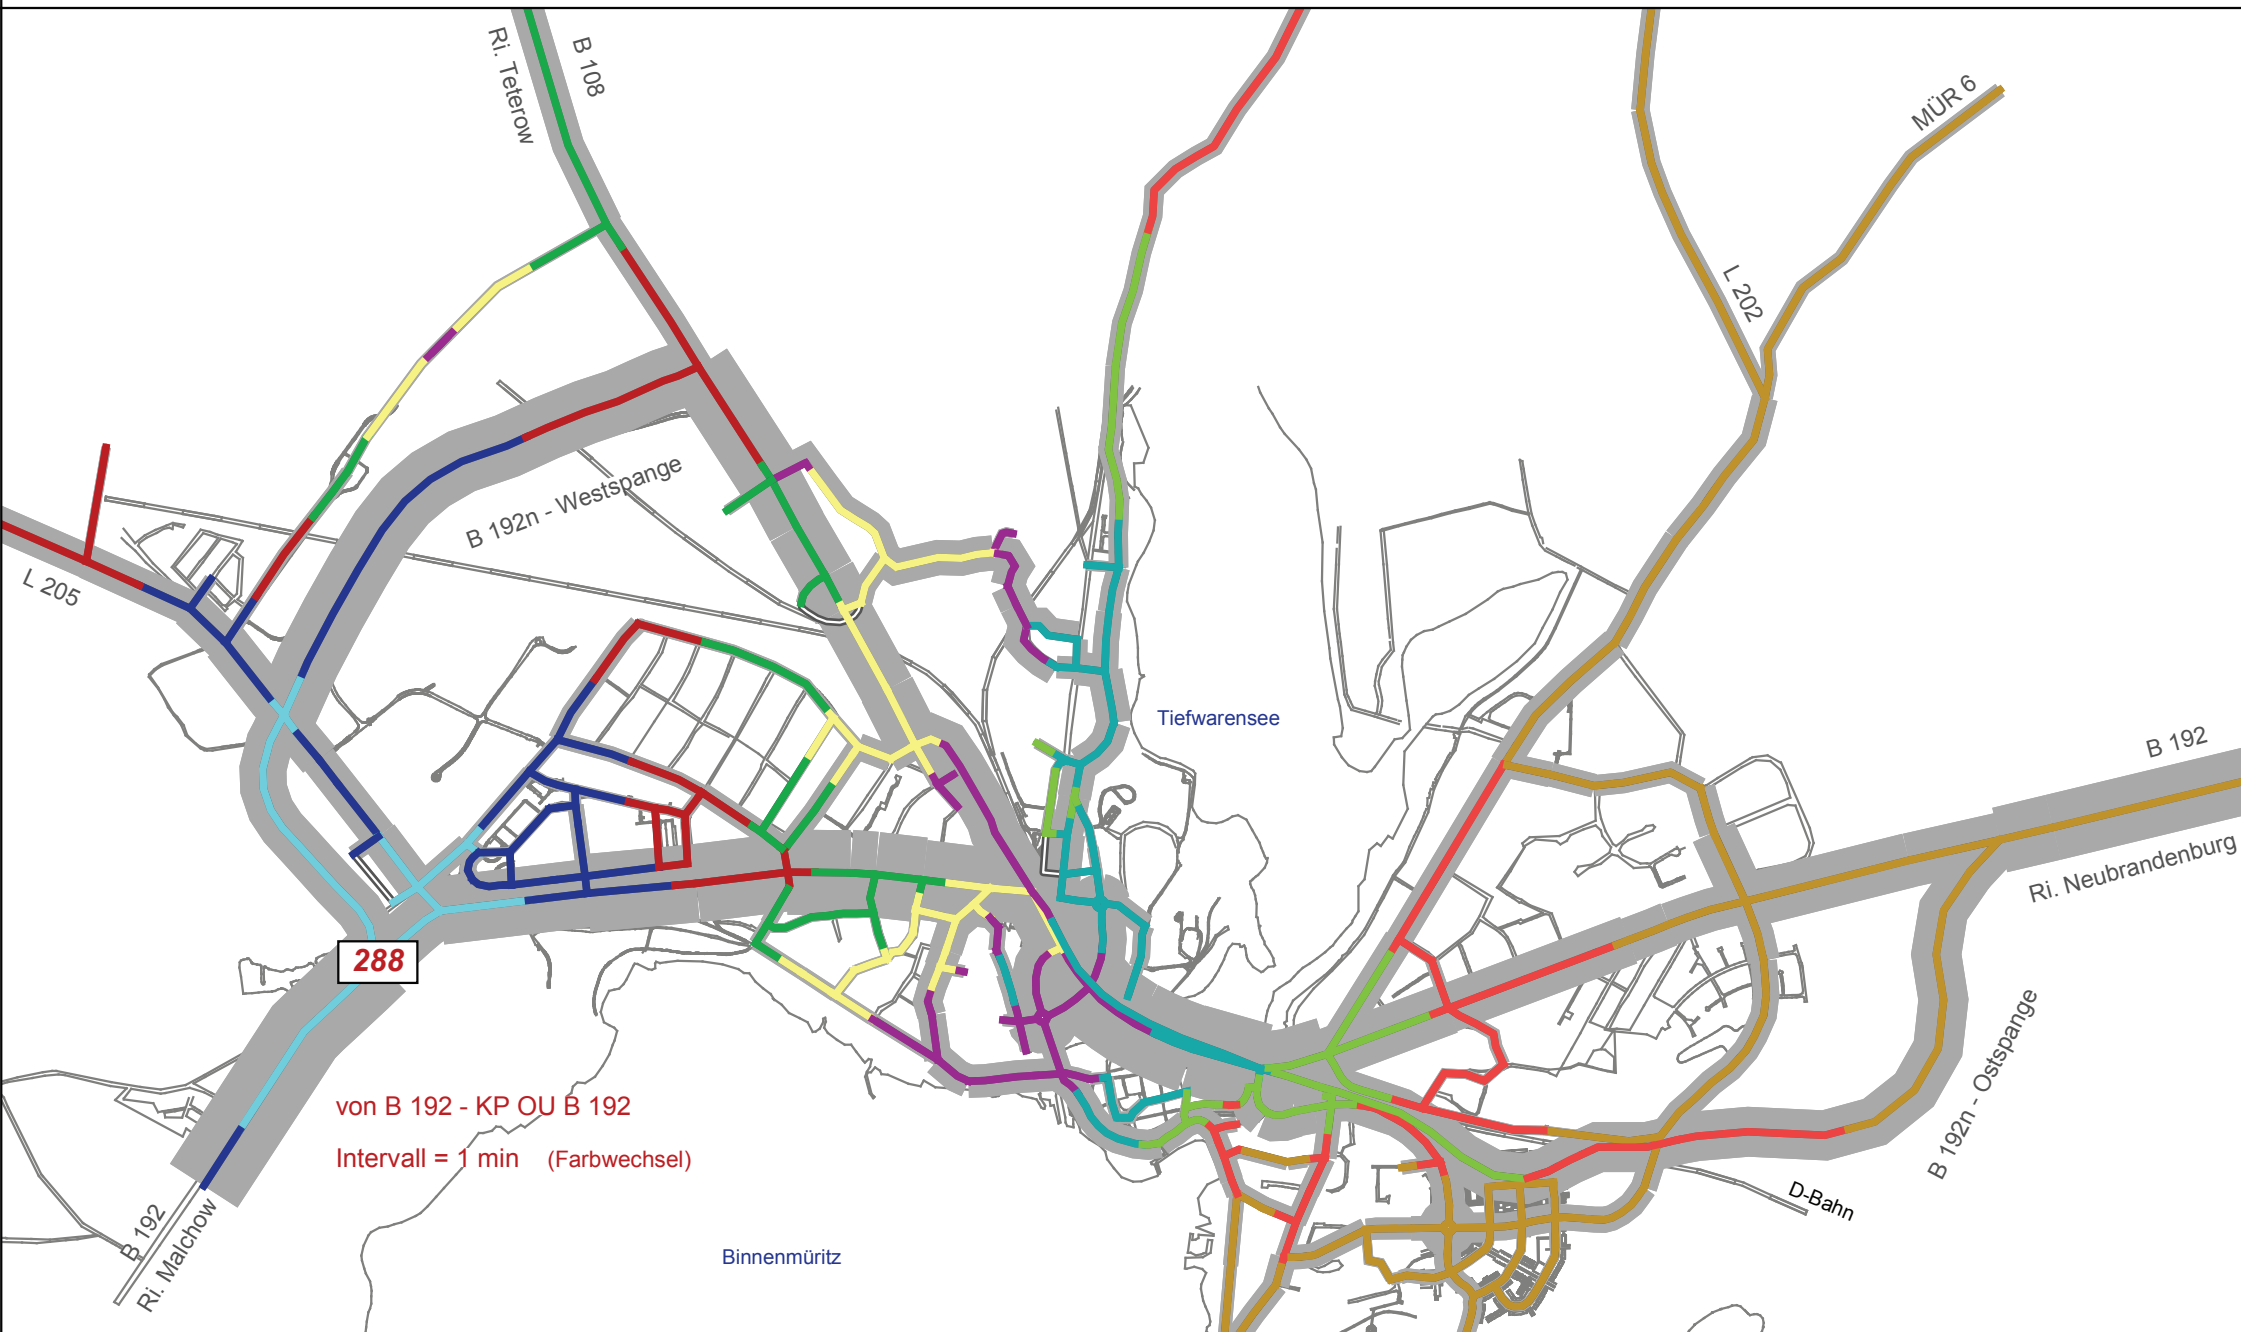 B 108
Ri. Teterow
MÜR 6
L 202
B 192n - Westspange
L 205
Tiefwarensee
B 192
Ri. Neubrandenburg
288
B 192n - Ostspange
von B 192 - KP OU B 192
Intervall = 1 min (Farbwechsel)
D-Bahn
B 192
Ri. Malchow
Binnenmüritz